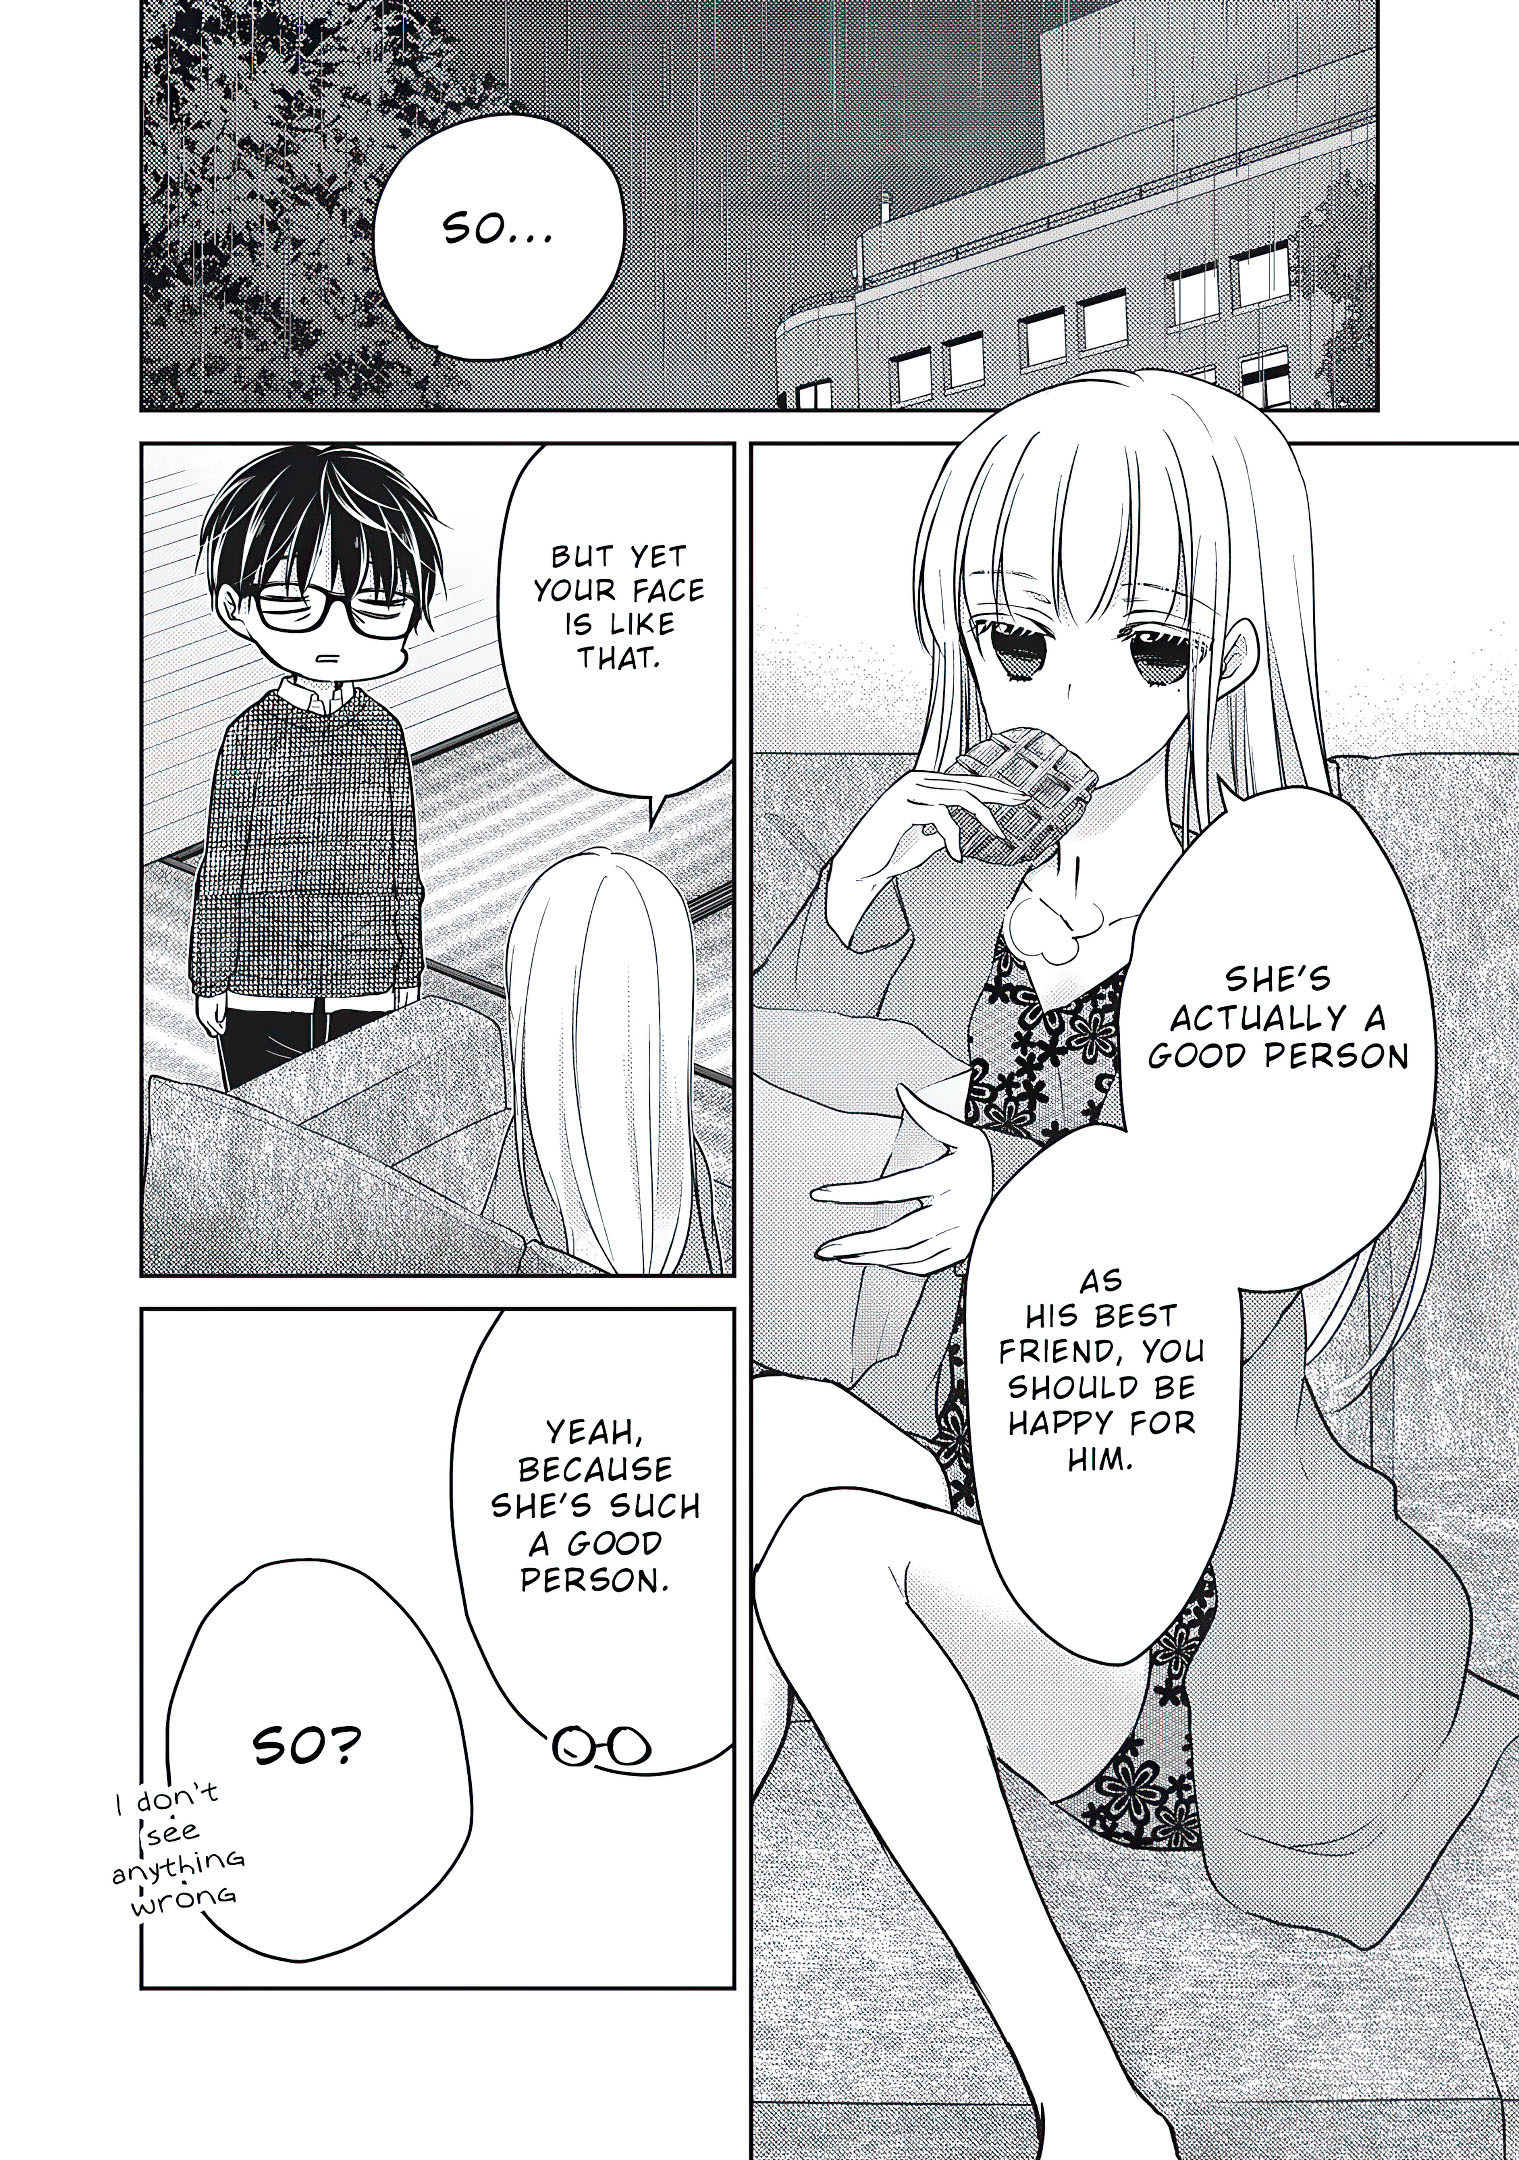 SO...
SHE'S
ACTUALLY A
GOOD PERSON
AS
HIS BEST
FRIEND, YOU
SHOULD BE
HAPPY FOR
HIM.
BUT YET
YOUR FACE
IS LIKE
THAT.
YEAH,
BECAUSE
SHE'S SUCH
A GOOD
PERSON.
SO?
I don't
see
anything
wrong